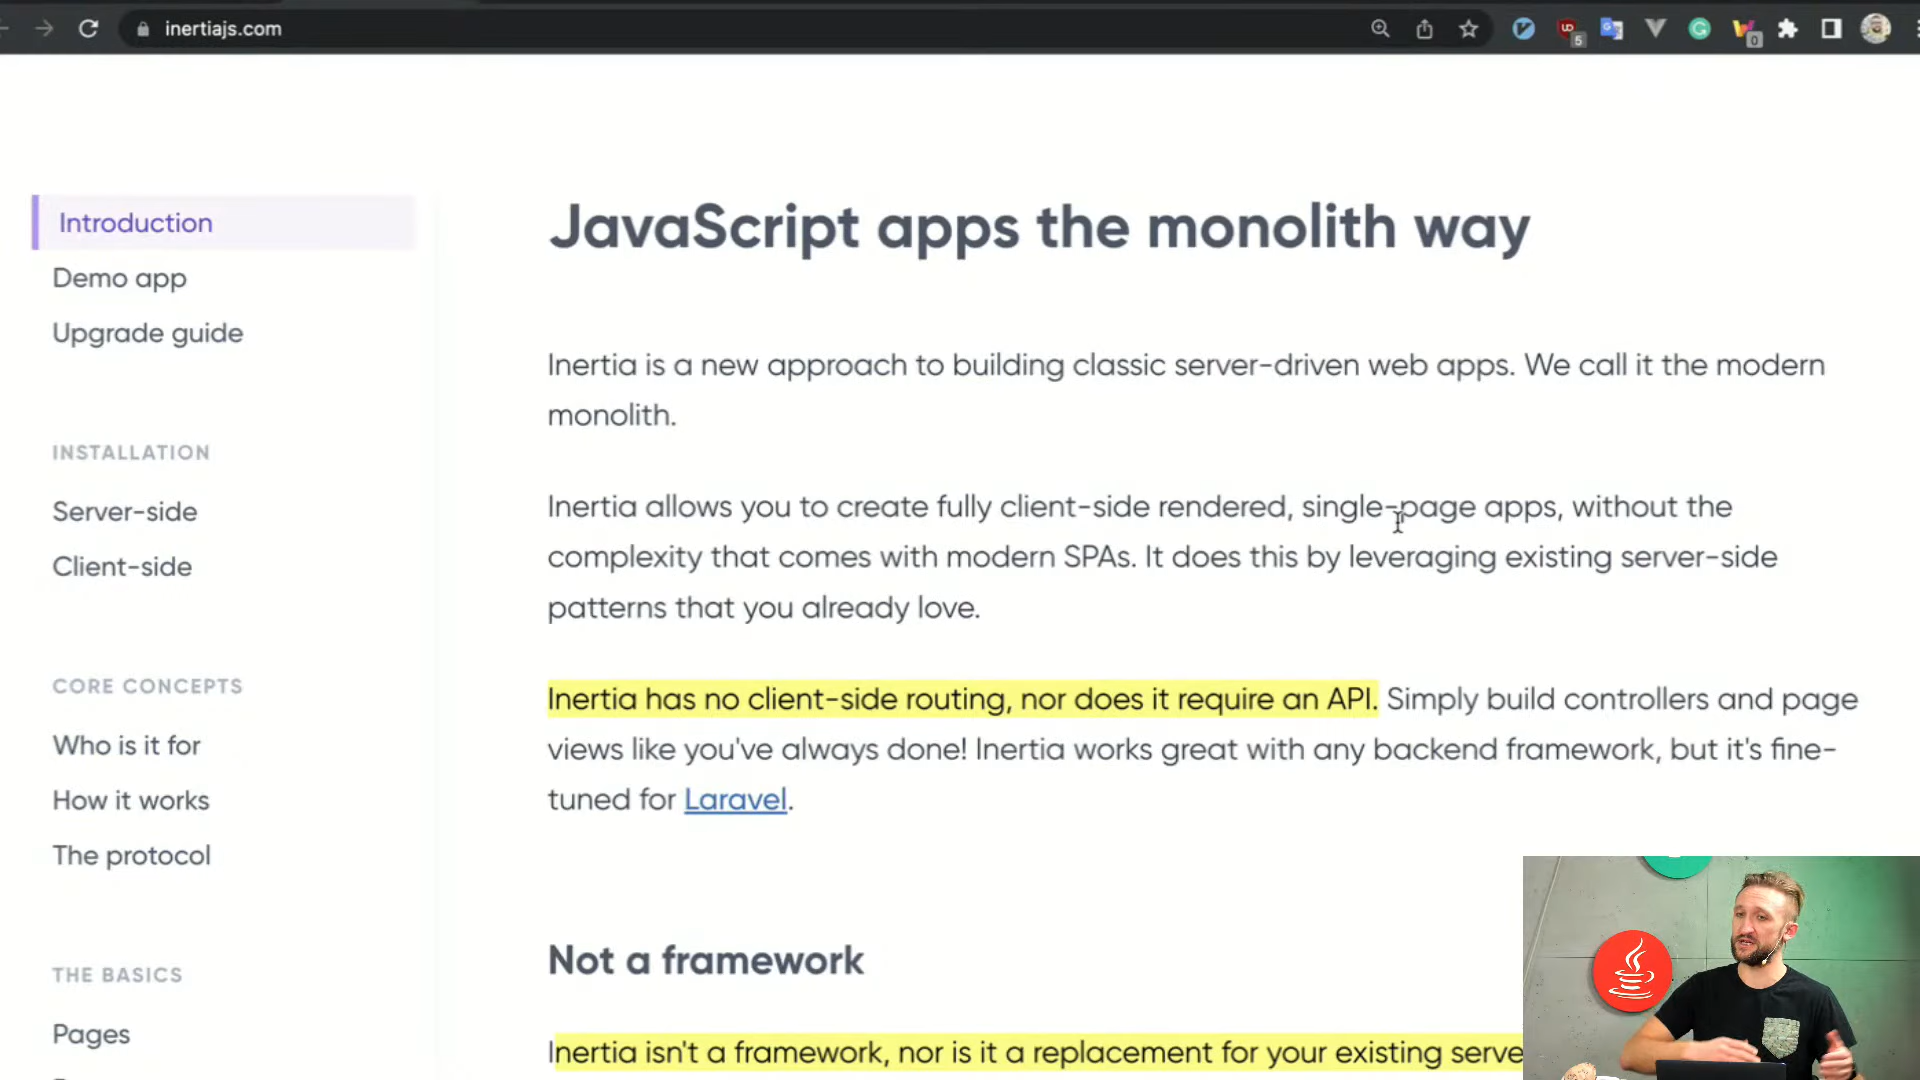 inertiajs.com
5
0
Introduction
Demo app
Upgrade guide
INSTALLATION
Server-side
Client-side
CORE CONCEPTS
Who is it for
How it works
The protocol
THE BASICS
Pages
JavaScript apps the monolith way
Inertia is a new approach to building classic server-driven web apps. We call it the modern
monolith.
Inertia allows you to create fully client-side rendered, single-page apps, without the
complexity that comes with modern SPAs. It does this by leveraging existing server-side
patterns that you already love.
Inertia has no client-side routing, nor does it require an API. Simply build controllers and page
views like you've always done! Inertia works great with any backend framework, but it's fine-
tuned for Laravel.
Not a framework
Inertia isn't a framework, nor is it a replacement for your existing serve